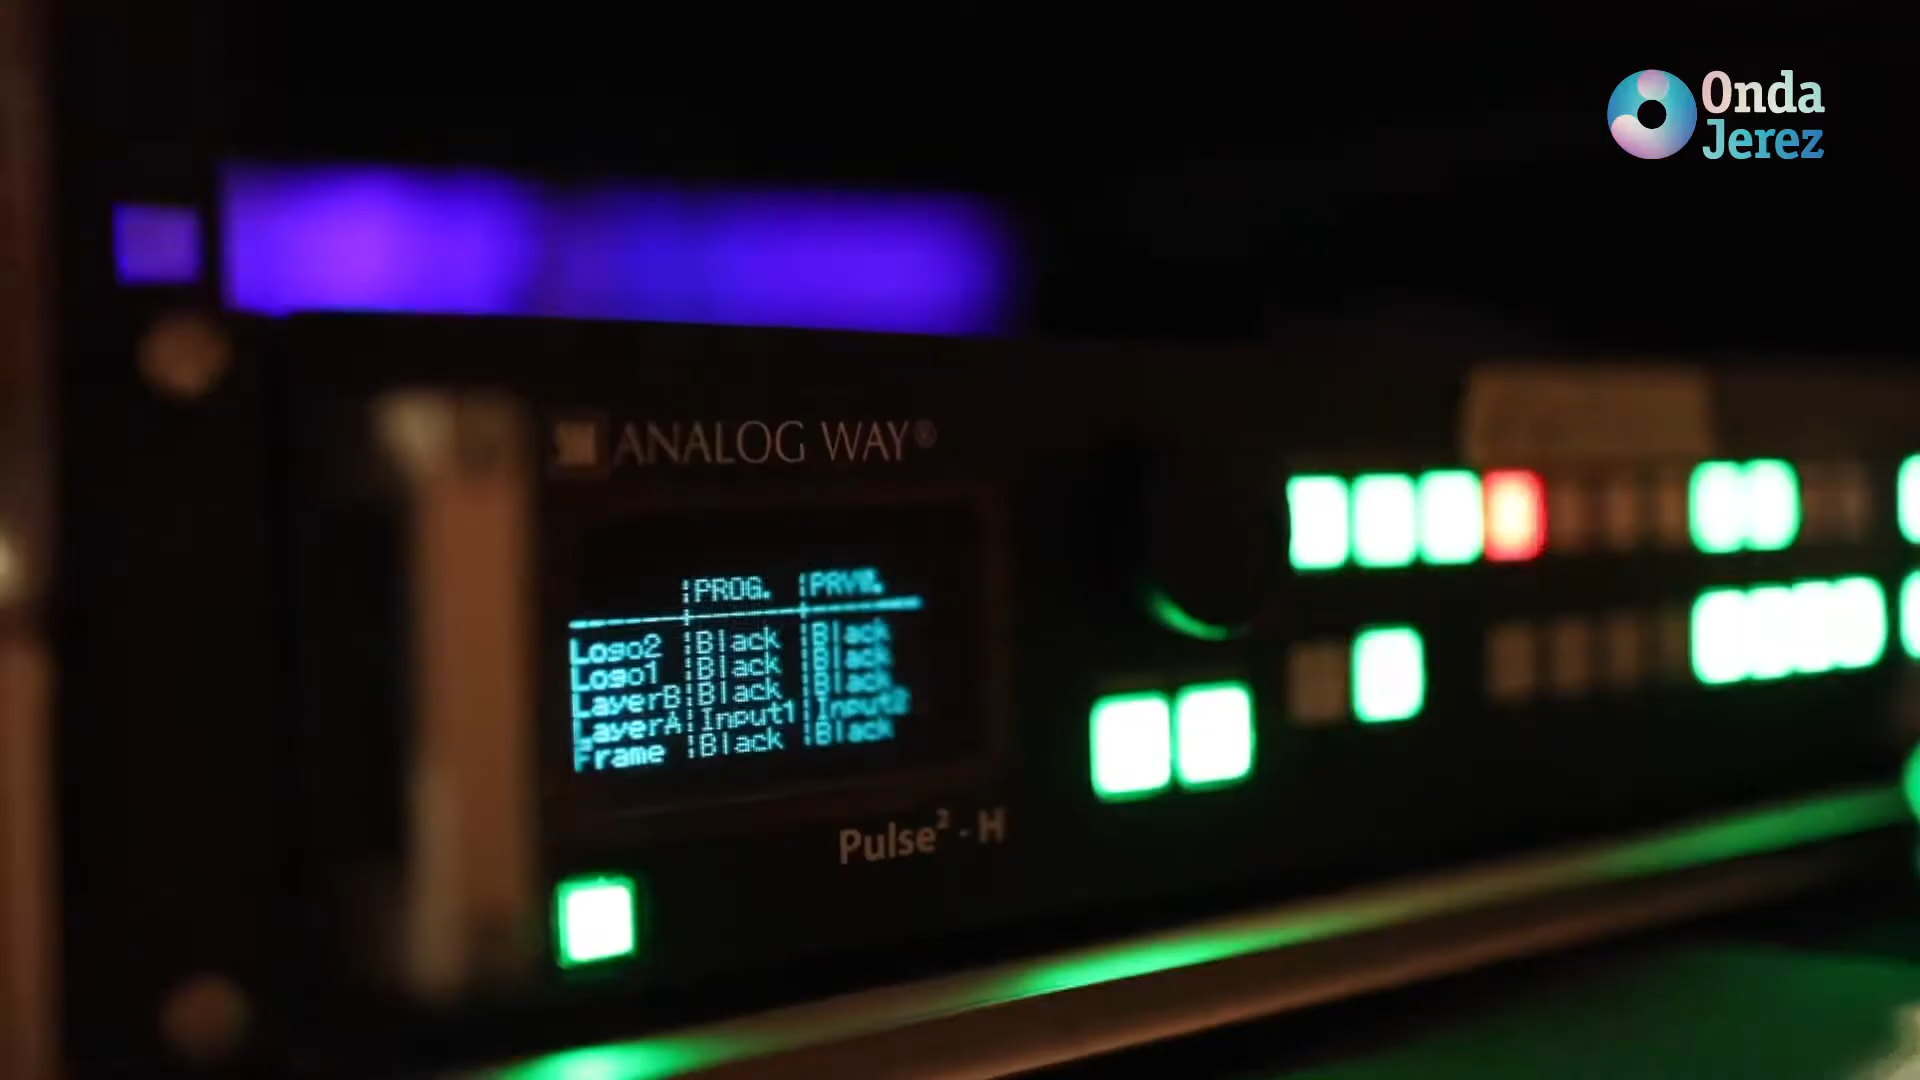 Onda
Jerez
ANALOG WAY®
¦PROG. ¦PRVW.
Logo2 ¦Black ¦Black
Logo1 ¦Black ¦Black
LayerB¦Black ¦Black
LayerA¦Input1¦Input2
Frame ¦Black ¦Black
Pulse² - H